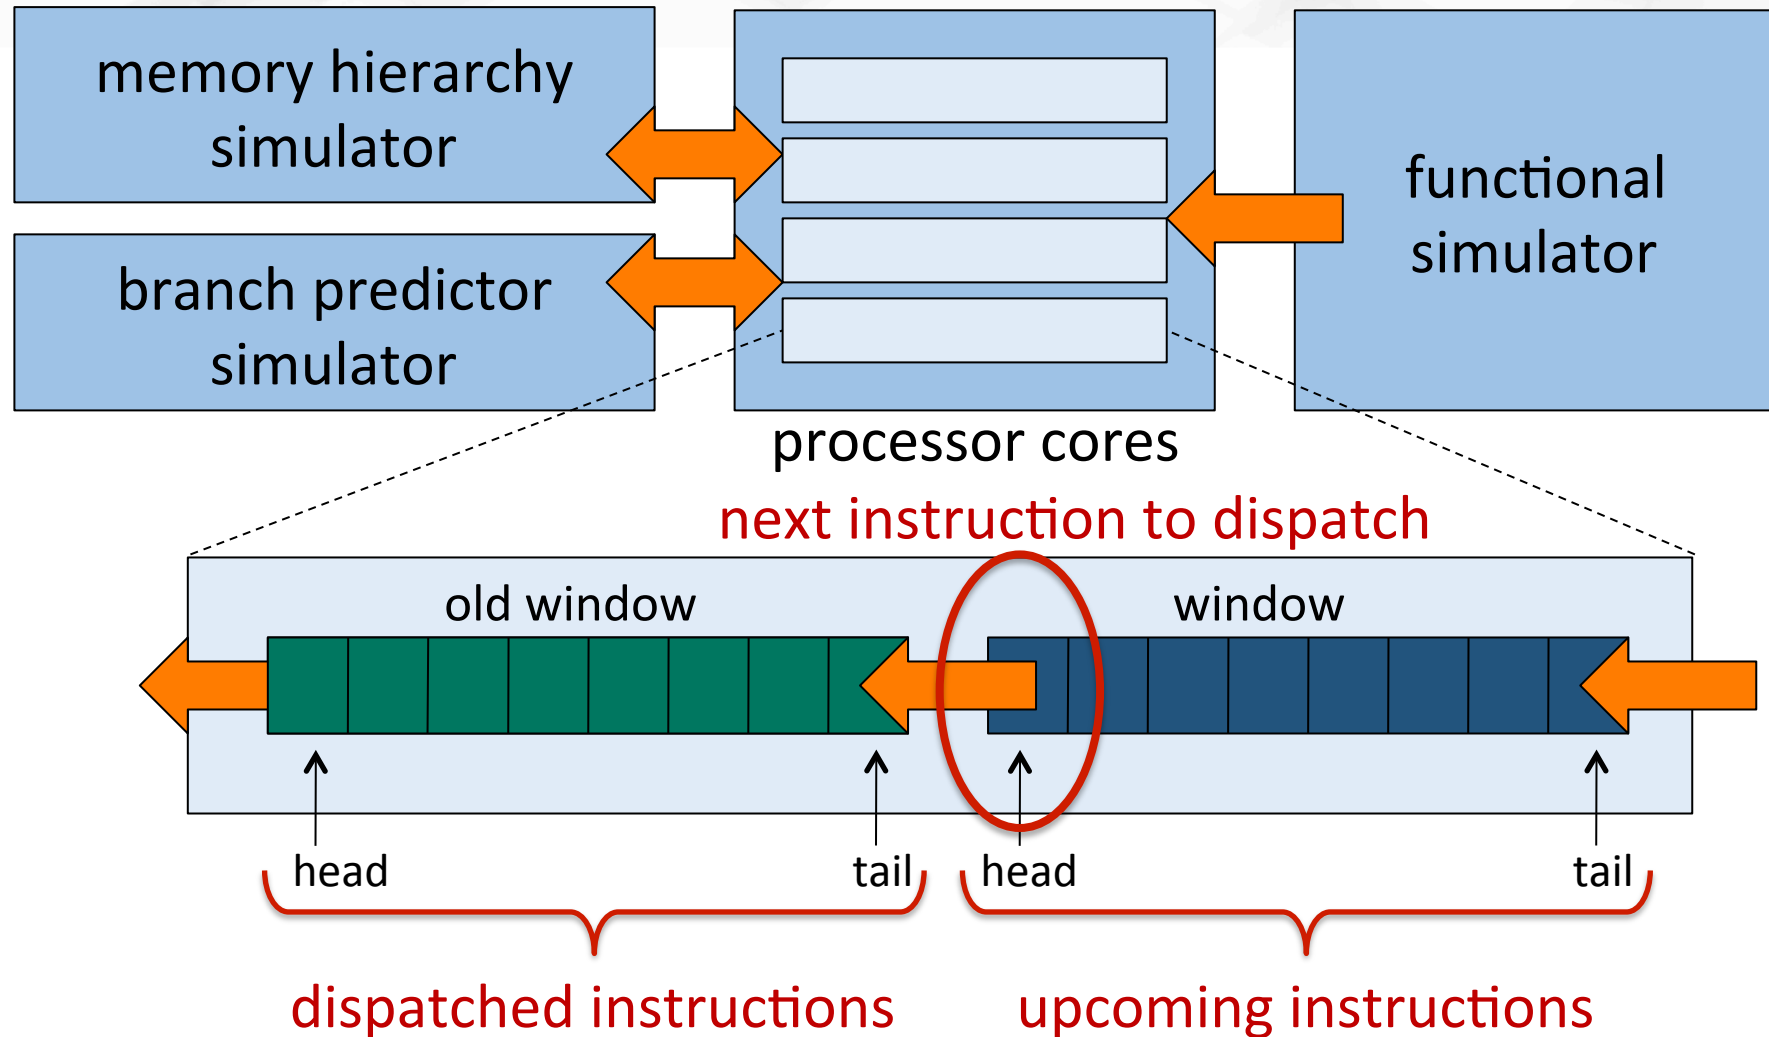 memory hierarchy
simulator
branch predictor
simulator
functional
simulator
processor cores
next instruction to dispatch
old window
window
head
tail
head
tail
dispatched instructions
upcoming instructions